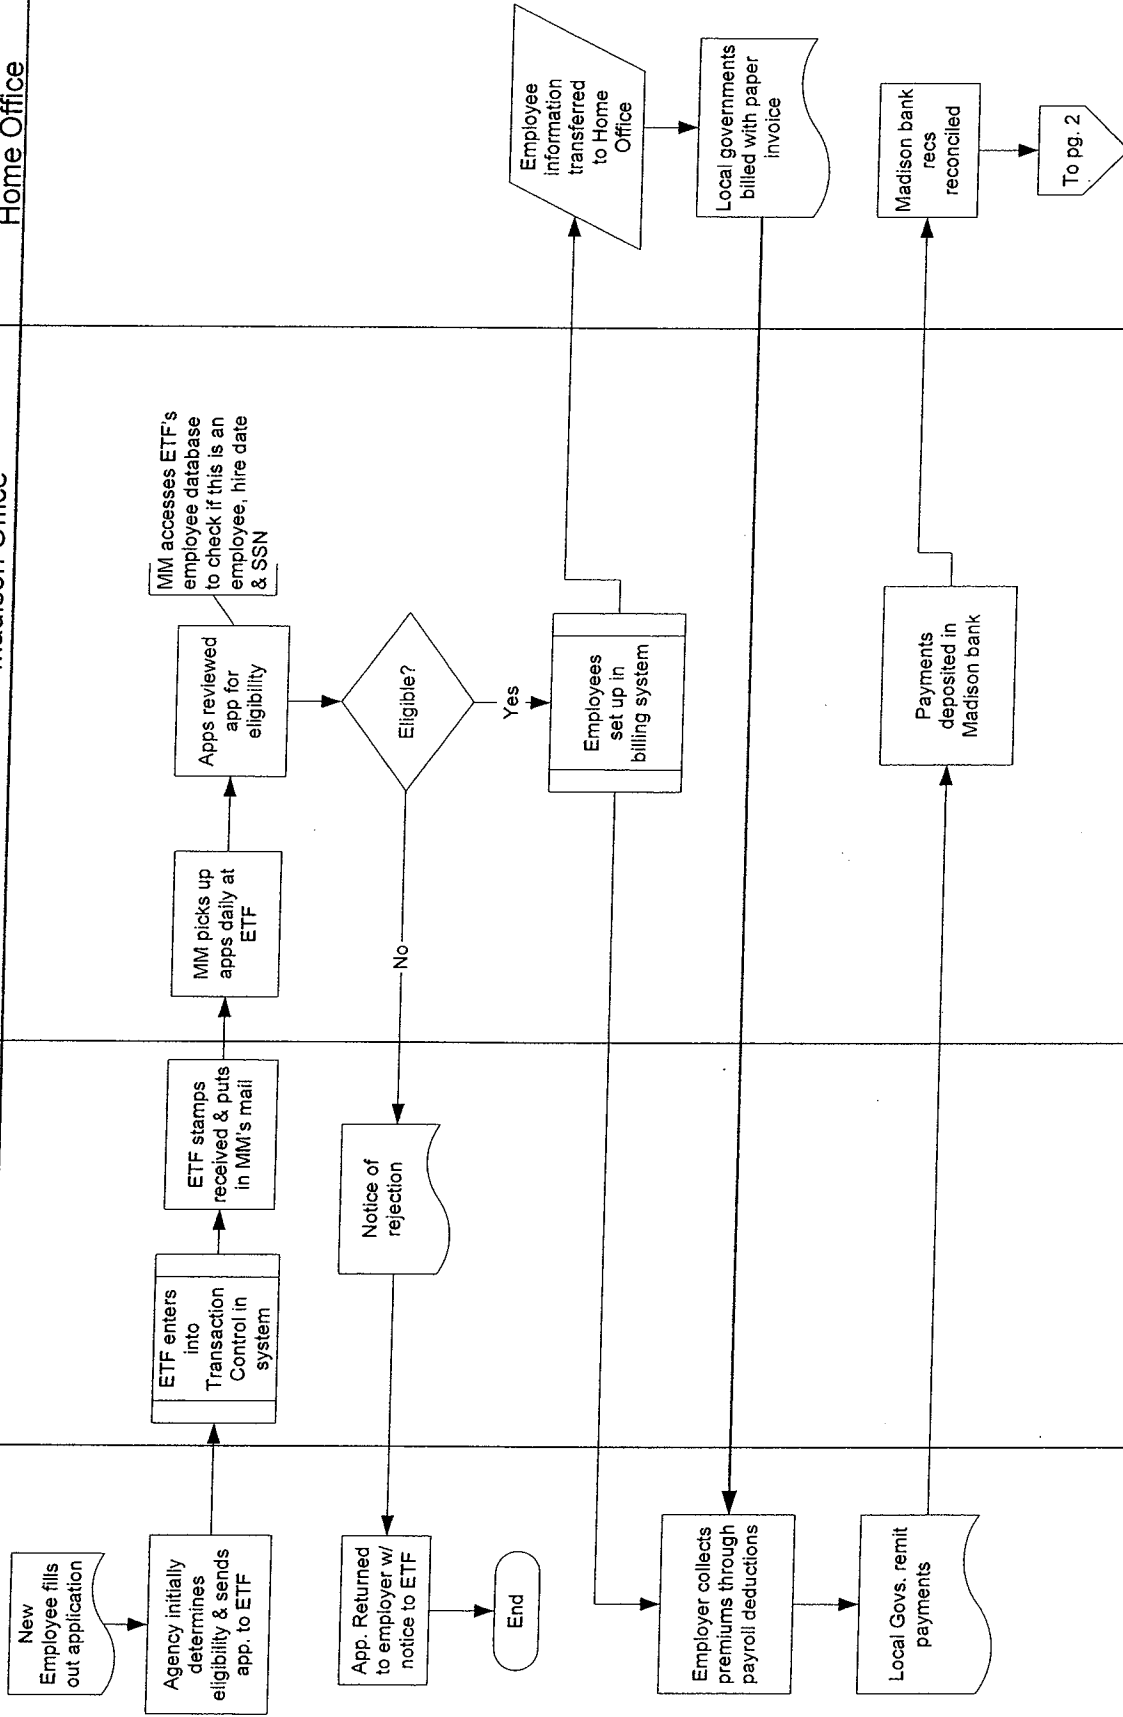 Madison Office
Home Office
New
Employee fills
out application
Agency initially
determines
eligibility & sends
app. to ETF
ETF enters
into
Transaction
Control in
system
ETF stamps
received & puts
in MM's mail
MM picks up
apps daily at
ETF
Apps reviewed
app for
eligibility
MM accesses ETF's
employee database
to check if this is an
employee, hire date
& SSN
Eligible?
No
Yes
Notice of
rejection
App. Returned
to employer w/
notice to ETF
End
Employees
set up in
billing system
Employee
information
transferred
to Home
Office
Local governments
billed with paper
invoice
Employer collects
premiums through
payroll deductions
Local Govs. remit
payments
Payments
deposited in
Madison bank
Madison bank
recs
reconciled
To pg. 2